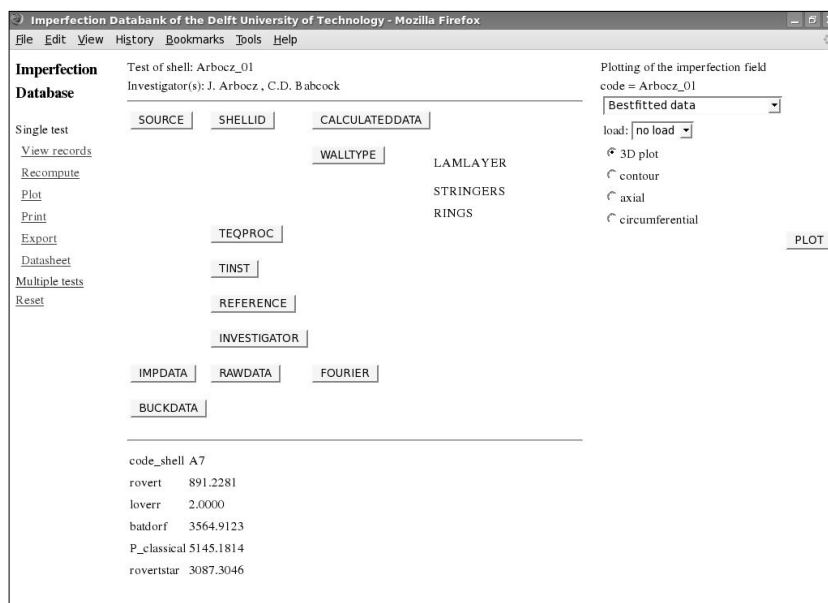 Imperfection Databank of the Delft University of Technology - Mozilla Firefox
File Edit View History Bookmarks Tools Help
Imperfection
Database
Single test
View records
Recompute
Plot
Print
Export
Datasheet
Multiple tests
Reset
Test of shell: Arbocz_01
Investigator(s): J. Arbocz , C.D. Babcock
SOURCE SHELLID CALCULATEDDATA
WALLTYPE
LAMLAYER
STRINGERS
RINGS
TEQPROC
TINST
REFERENCE
INVESTIGATOR
IMPDATA RAWDATA FOURIER
BUCKDATA
code_shell A7
rovert 891.2281
loverr 2.0000
batdorf 3564.9123
P_classical 5145.1814
rovertstar 3087.3046
Plotting of the imperfection field
code = Arbocz_01
Bestfitted data
load: no load
3D plot
contour
axial
circumferential
PLOT